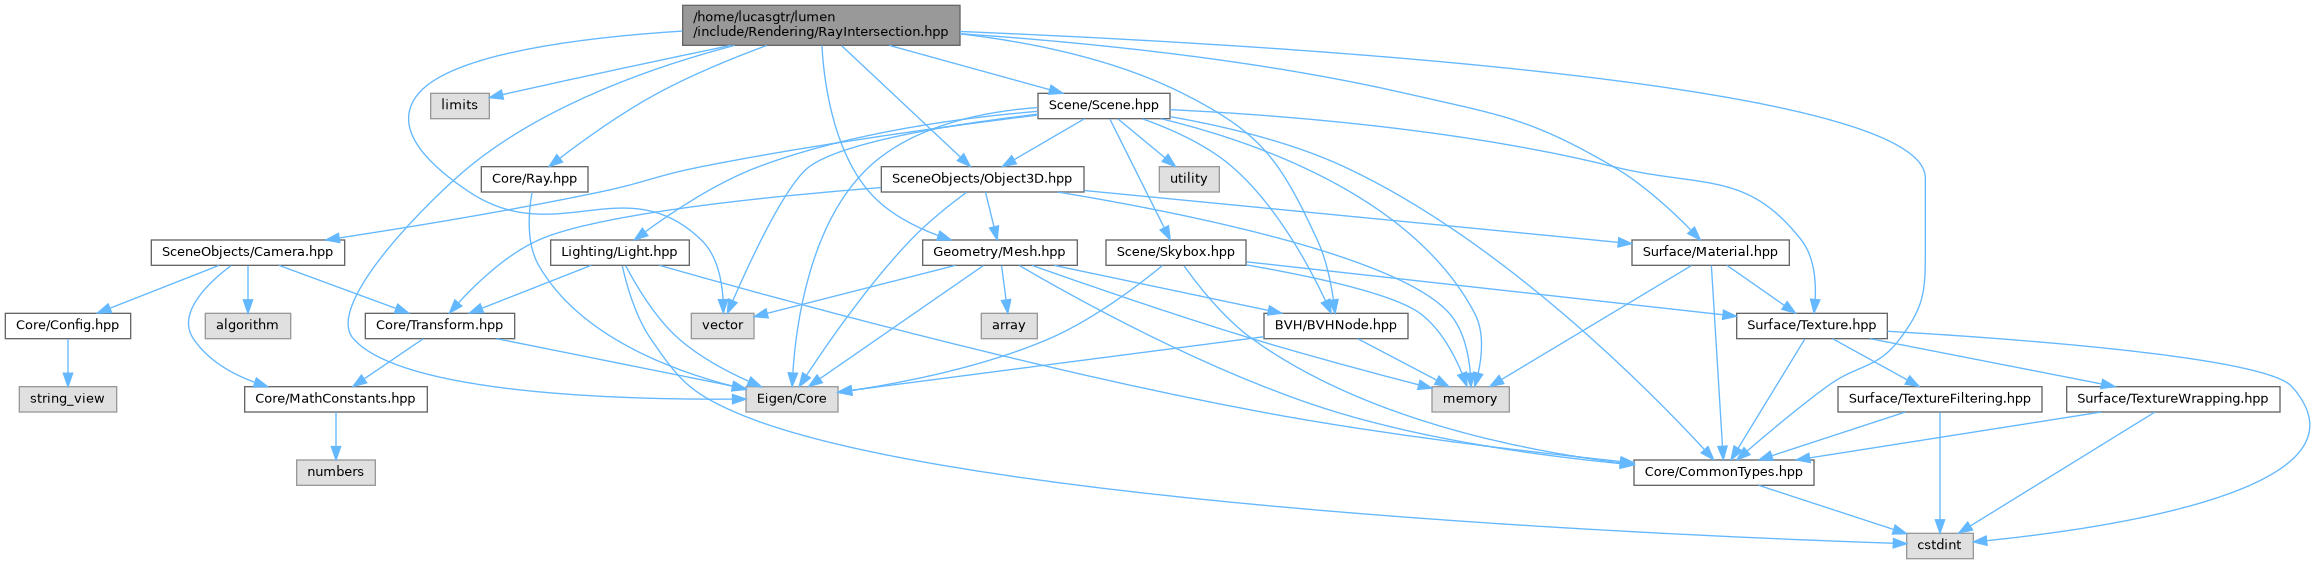 /home/lucasgtr/lumen
/include/Rendering/RayIntersection.hpp
limits
Scene/Scene.hpp
Core/Ray.hpp
SceneObjects/Object3D.hpp
utility
SceneObjects/Camera.hpp
Lighting/Light.hpp
Geometry/Mesh.hpp
Scene/Skybox.hpp
Surface/Material.hpp
Core/Config.hpp
algorithm
Core/Transform.hpp
vector
array
BVH/BVHNode.hpp
Surface/Texture.hpp
string_view
Core/MathConstants.hpp
Eigen/Core
memory
Surface/TextureFiltering.hpp
Surface/TextureWrapping.hpp
numbers
Core/CommonTypes.hpp
cstdint